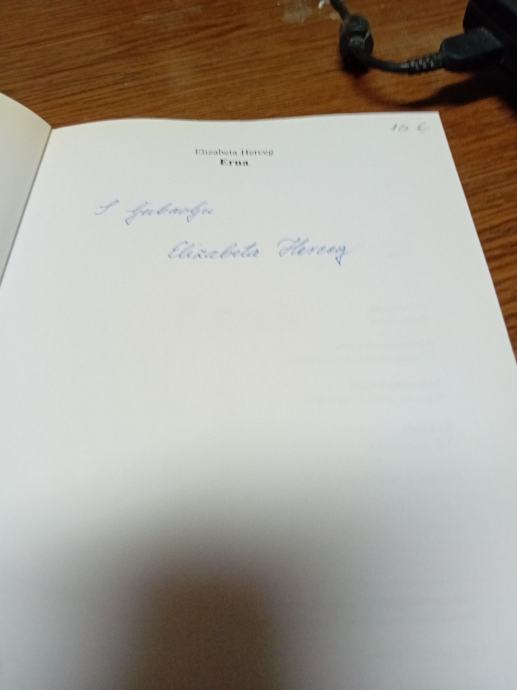 10 €
Elizabeta Herceg
Erna
S ljubavlju
Elizabeta Herceg